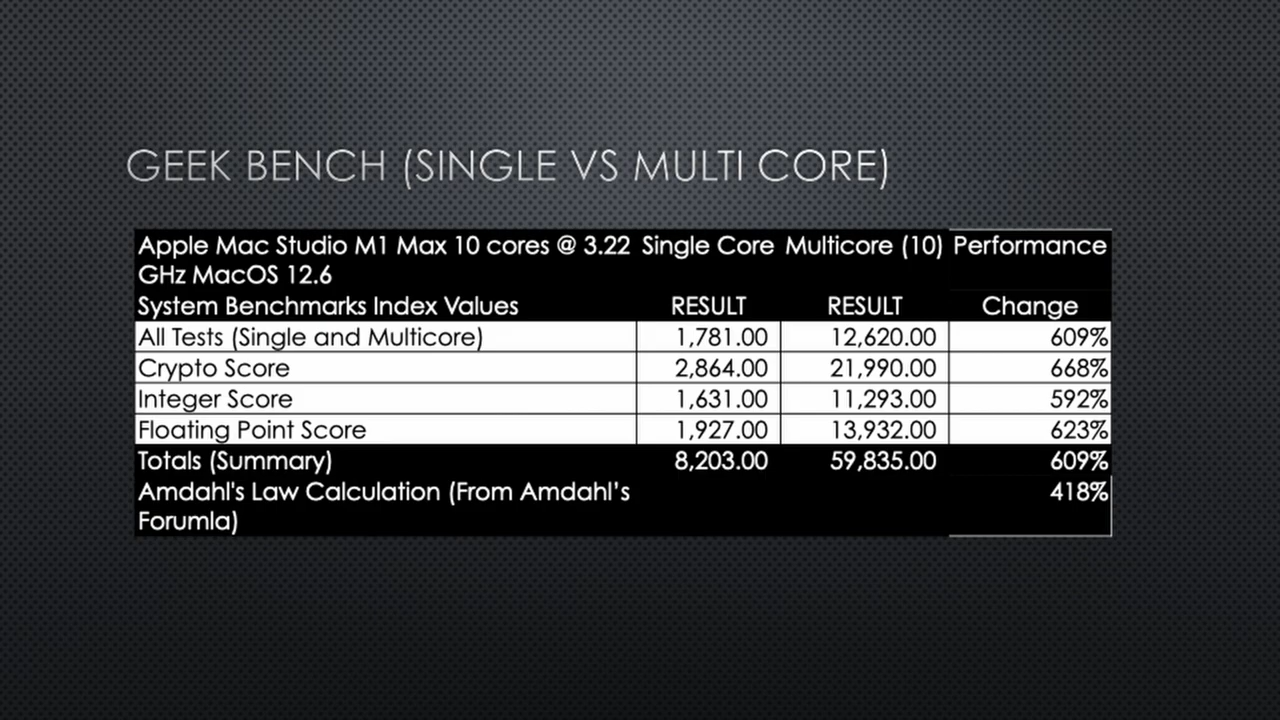 GEEK BENCH (SINGLE VS MULTI CORE)
Apple Mac Studio M1 Max 10 cores @ 3.22 Single Core Multicore (10) Performance
GHz MacOS 12.6
System Benchmarks Index Values RESULT RESULT Change
All Tests (Single and Multicore) 1,781.00 12,620.00 609%
Crypto Score 2,864.00 21,990.00 668%
Integer Score 1,631.00 11,293.00 592%
Floating Point Score 1,927.00 13,932.00 623%
Totals (Summary) 8,203.00 59,835.00 609%
Amdahl's Law Calculation (From Amdahl’s 418%
Forumla)